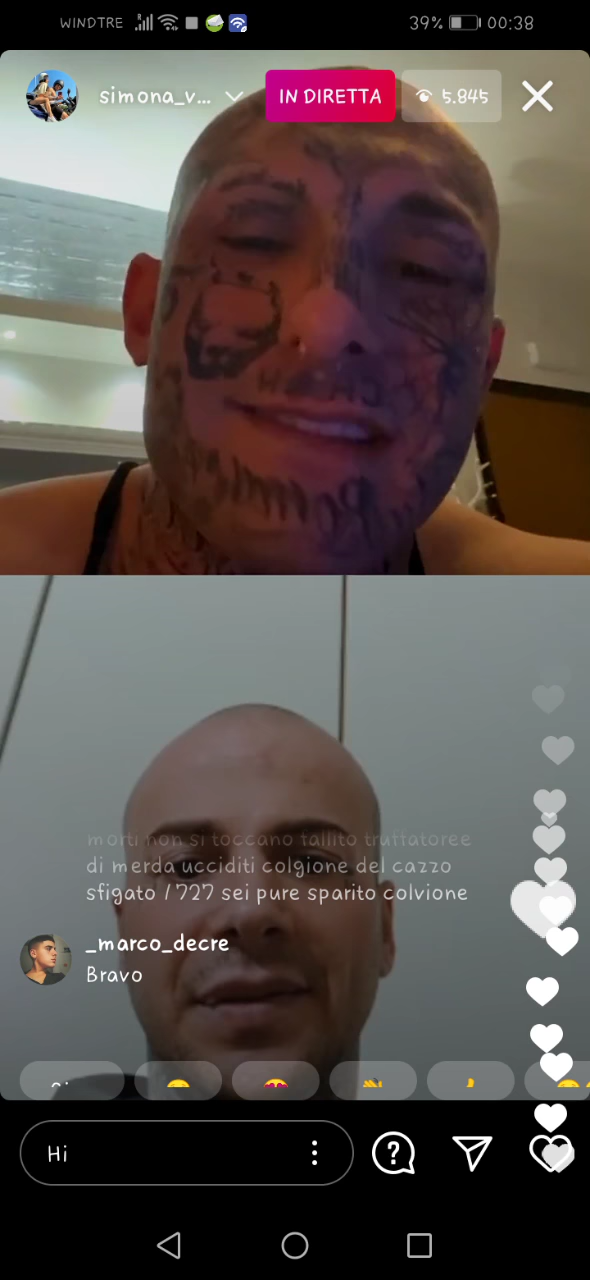 WINDTRE
39% 00:38
simona_v...
IN DIRETTA
5.845
morti non si toccano fallito truffatoree
di merda ucciditi colgione del cazzo
sfigato / 727 sei pure sparito colvione
_marco_decre
Bravo
Hi